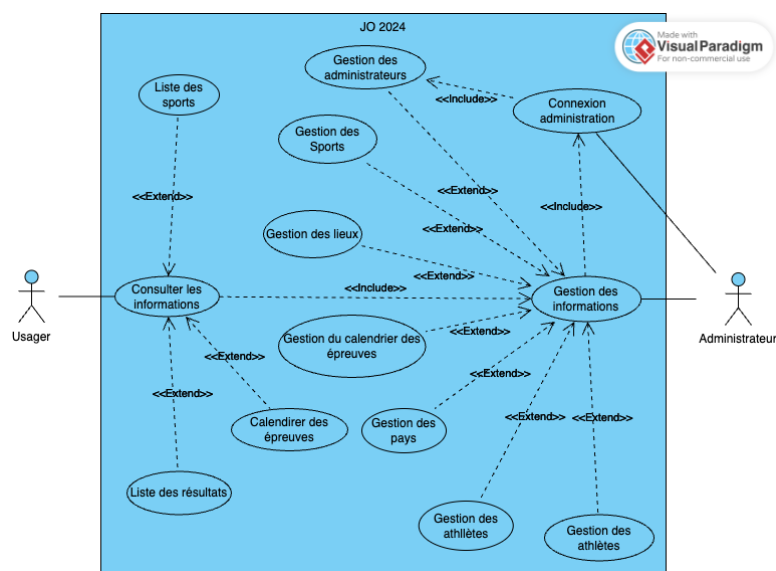 JO 2024
Made with
VisualParadigm
For non-commercial use
Gestion des
administrateurs
Liste des
sports
<<Include>>
Connexion
administration
Gestion des
Sports
<<Extend>>
<<Extend>>
<<Include>>
<<Extend>>
Gestion des lieux
<<Extend>>
Consulter les
informations
<<Include>>
Gestion des
informations
Usager
Administrateur
Gestion du calendrier des
épreuves
<<Extend>>
<<Extend>>
<<Extend>>
<<Extend>>
<<Extend>>
<<Extend>>
Calendirer des
épreuves
Gestion des
pays
Liste des résultats
Gestion des
athllètes
Gestion des
athlètes